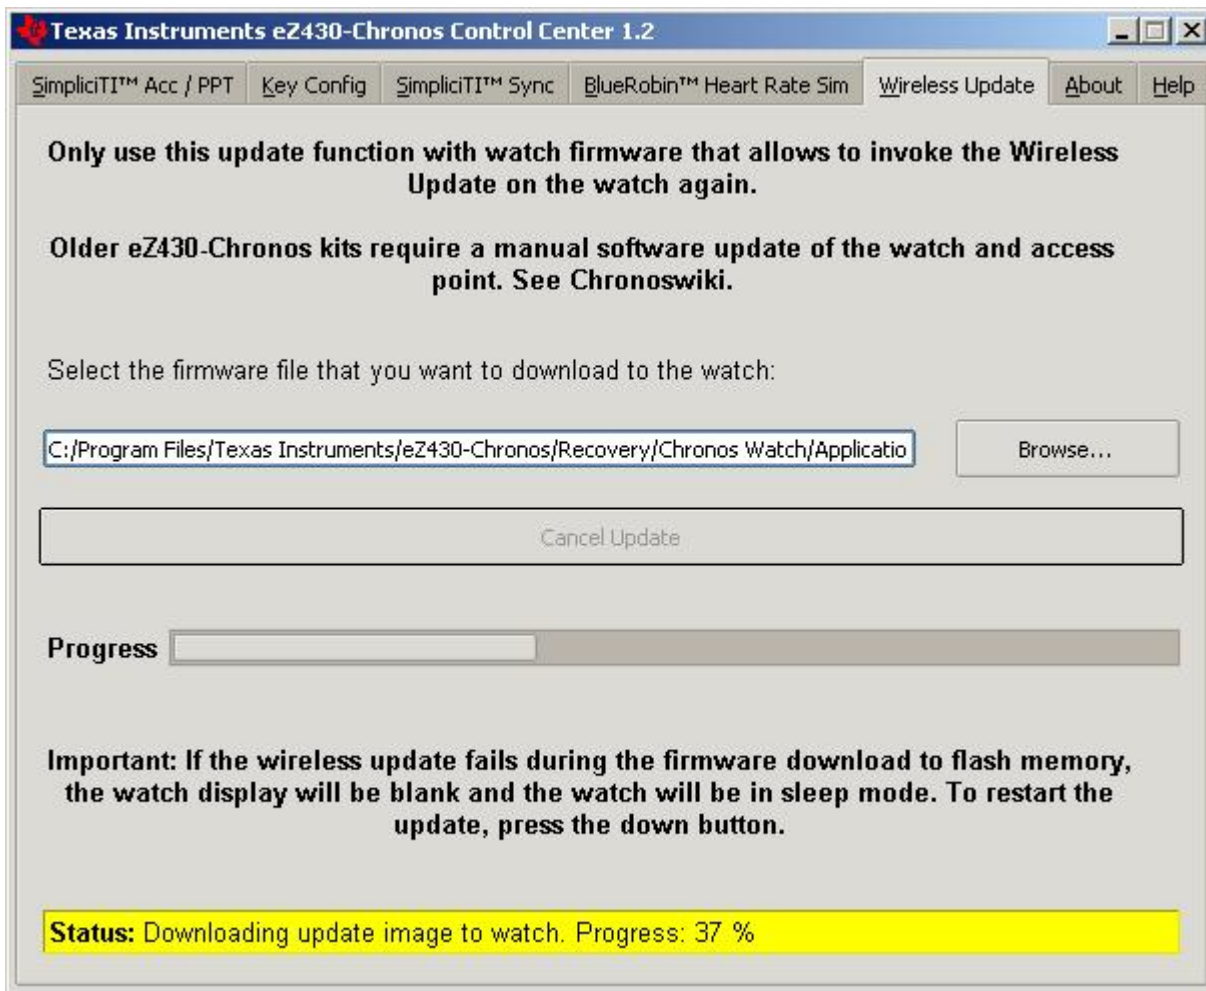 Texas Instruments eZ430-Chronos Control Center 1.2
SimpliciTI™ Acc / PPT Key Config SimpliciTI™ Sync BlueRobin™ Heart Rate Sim Wireless Update About Help
Only use this update function with watch firmware that allows to invoke the Wireless
Update on the watch again.
Older eZ430-Chronos kits require a manual software update of the watch and access
point. See Chronoswiki.
Select the firmware file that you want to download to the watch:
C:/Program Files/Texas Instruments/eZ430-Chronos/Recovery/Chronos Watch/Applicatio Browse...
Cancel Update
Progress
Important: If the wireless update fails during the firmware download to flash memory,
the watch display will be blank and the watch will be in sleep mode. To restart the
update, press the down button.
Status: Downloading update image to watch. Progress: 37 %